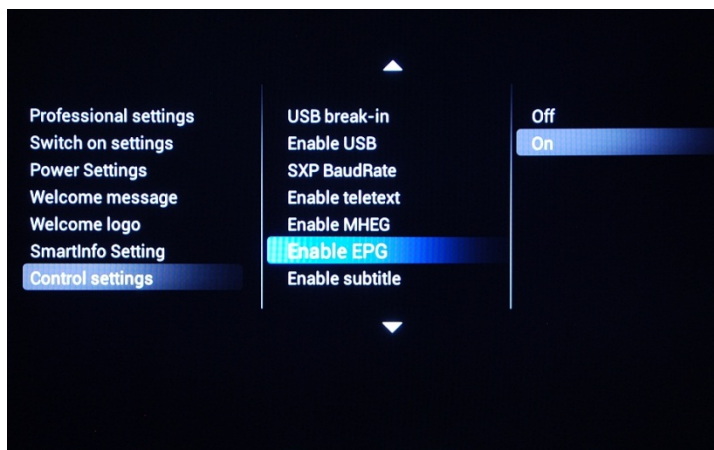 Professional settings
Switch on settings
Power Settings
Welcome message
Welcome logo
SmartInfo Setting
Control settings
USB break-in
Enable USB
SXP BaudRate
Enable teletext
Enable MHEG
Enable EPG
Enable subtitle
Off
On